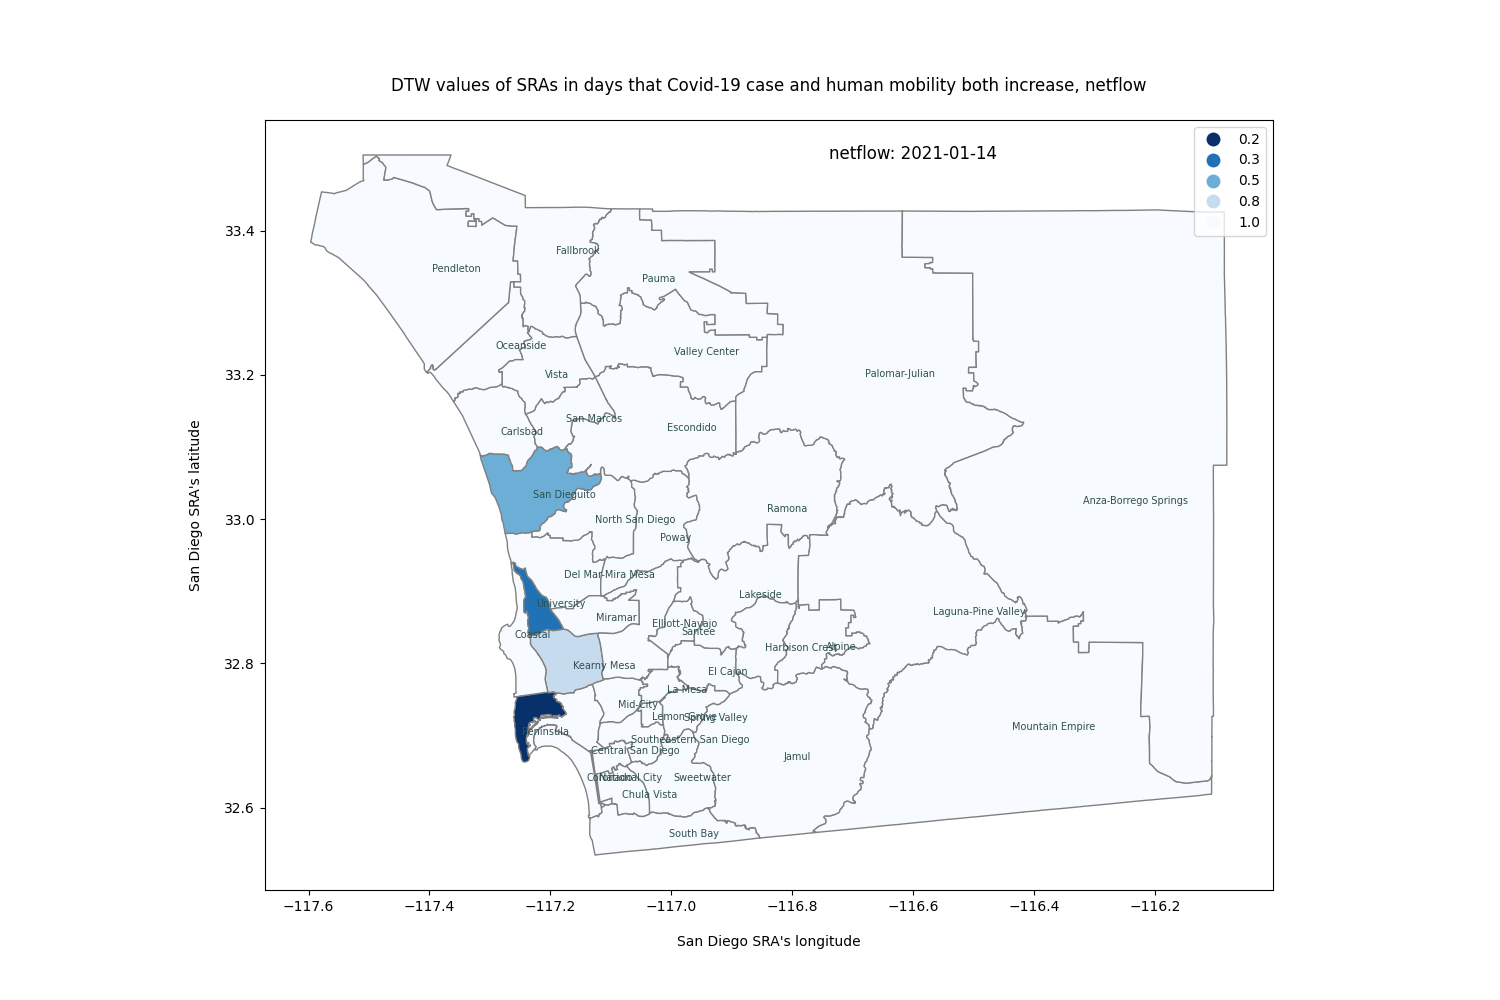 DTW values of SRAs in days that Covid-19 case and human mobility both increase, netflow
netflow: 2021-01-14
0.2
0.3
0.5
0.8
1.0
33.4
33.2
33.0
32.8
32.6
San Diego SRA's latitude
Fallbrook
Pendleton
Pauma
Oceanside
Valley Center
Vista
Palomar-Julian
San Marcos
Carlsbad
Escondido
San Dieguito
Anza-Borrego Springs
Ramona
North San Diego
Poway
Del Mar-Mira Mesa
Lakeside
University
Laguna-Pine Valley
Miramar
Elliott-Navajo
Santee
Coastal
Harbison Crest
Alpine
Kearny Mesa
El Cajon
La Mesa
Mid-City
Lemon Grove
Spring Valley
Mountain Empire
Peninsula
Southeastern San Diego
Central San Diego
Jamul
Coronado
National City
Sweetwater
Chula Vista
South Bay
−117.6 −117.4 −117.2 −117.0 −116.8 −116.6 −116.4 −116.2
San Diego SRA's longitude